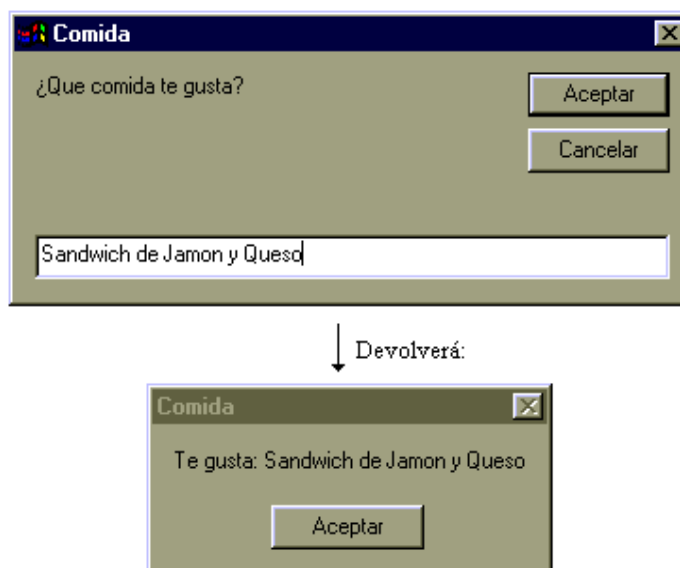 Comida
¿Que comida te gusta?
Aceptar
Cancelar
Sandwich de Jamon y Queso
Devolverá:
Comida
Te gusta: Sandwich de Jamon y Queso
Aceptar